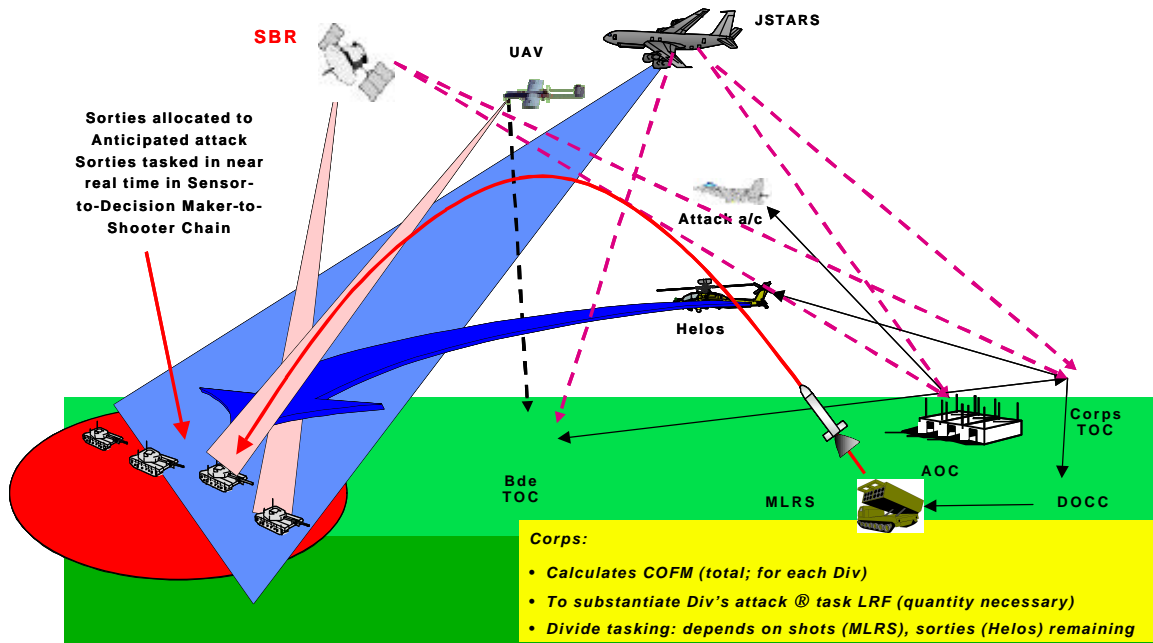 JSTARS
SBR
UAV
Sorties allocated to
Anticipated attack
Sorties tasked in near
real time in Sensor-
to-Decision Maker-to-
Shooter Chain
Attack a/c
Helos
Corps
TOC
AOC
Bde
TOC
MLRS
DOCC
Corps:
• Calculates COFM (total; for each Div)
• To substantiate Div's attack ® task LRF (quantity necessary)
• Divide tasking: depends on shots (MLRS), sorties (Helos) remaining